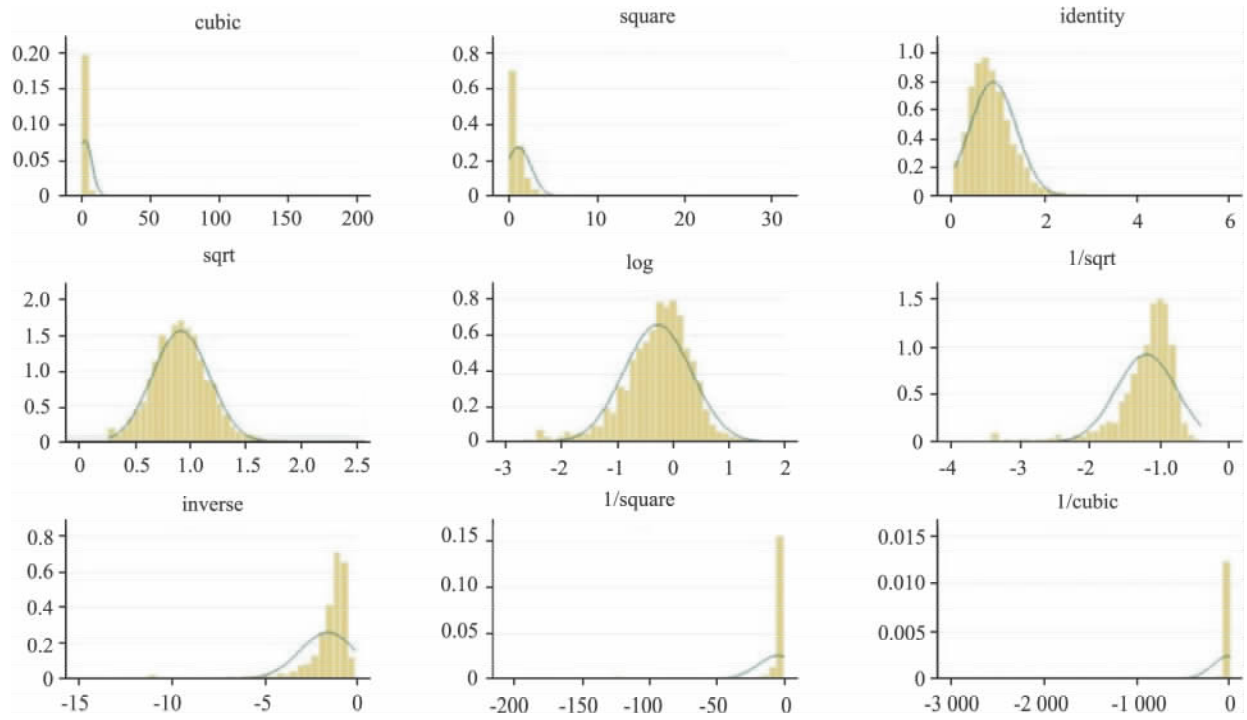 cubic
0.20
0.15
0.10
0.05
0
0 50 100 150 200
square
0.8
0.6
0.4
0.2
0
0 10 20 30
identity
1.0
0.8
0.6
0.4
0.2
0
0 2 4 6
sqrt
2.0
1.5
1.0
0.5
0
0 0.5 1.0 1.5 2.0 2.5
log
0.8
0.6
0.4
0.2
0
-3 -2 -1 0 1 2
1/sqrt
1.5
1.0
0.5
0
-4 -3 -2 -1.0 0
inverse
0.8
0.6
0.4
0.2
0
-15 -10 -5 0
1/square
0.15
0.10
0.05
0
-200 -150 -100 -50 0
1/cubic
0.015
0.010
0.005
0
-3 000 -2 000 -1 000 0